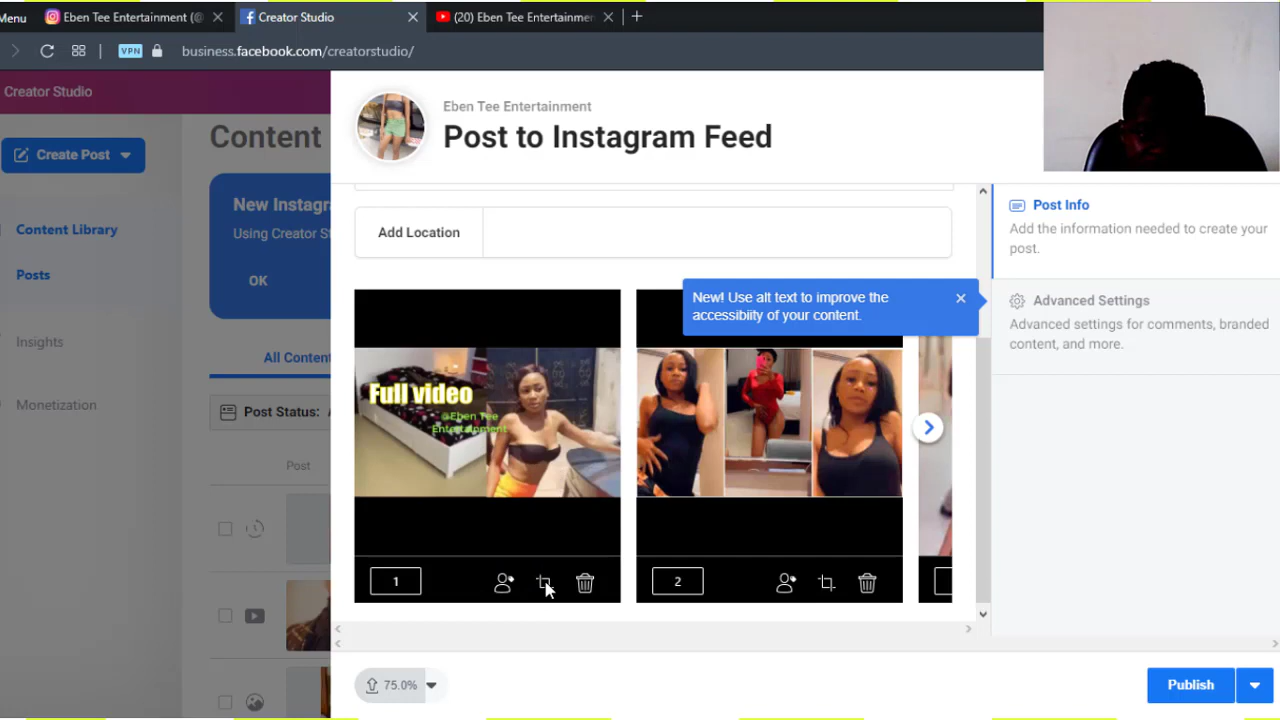 Menu
Eben Tee Entertainment (@
Creator Studio
(20) Eben Tee Entertainmen
VPN
business.facebook.com/creatorstudio/
Creator Studio
Create Post
Content Library
Posts
Insights
Monetization
Content
New Instagr
Using Creator S
OK
All Conten
Post Status:
Post
Eben Tee Entertainment
Post to Instagram Feed
Add Location
New! Use alt text to improve the
accessibiity of your content.
Full video
@Eben Tee
Entertainment
1
2
75.0%
Post Info
Add the information needed to create your
post.
Advanced Settings
Advanced settings for comments, branded
content, and more.
Publish